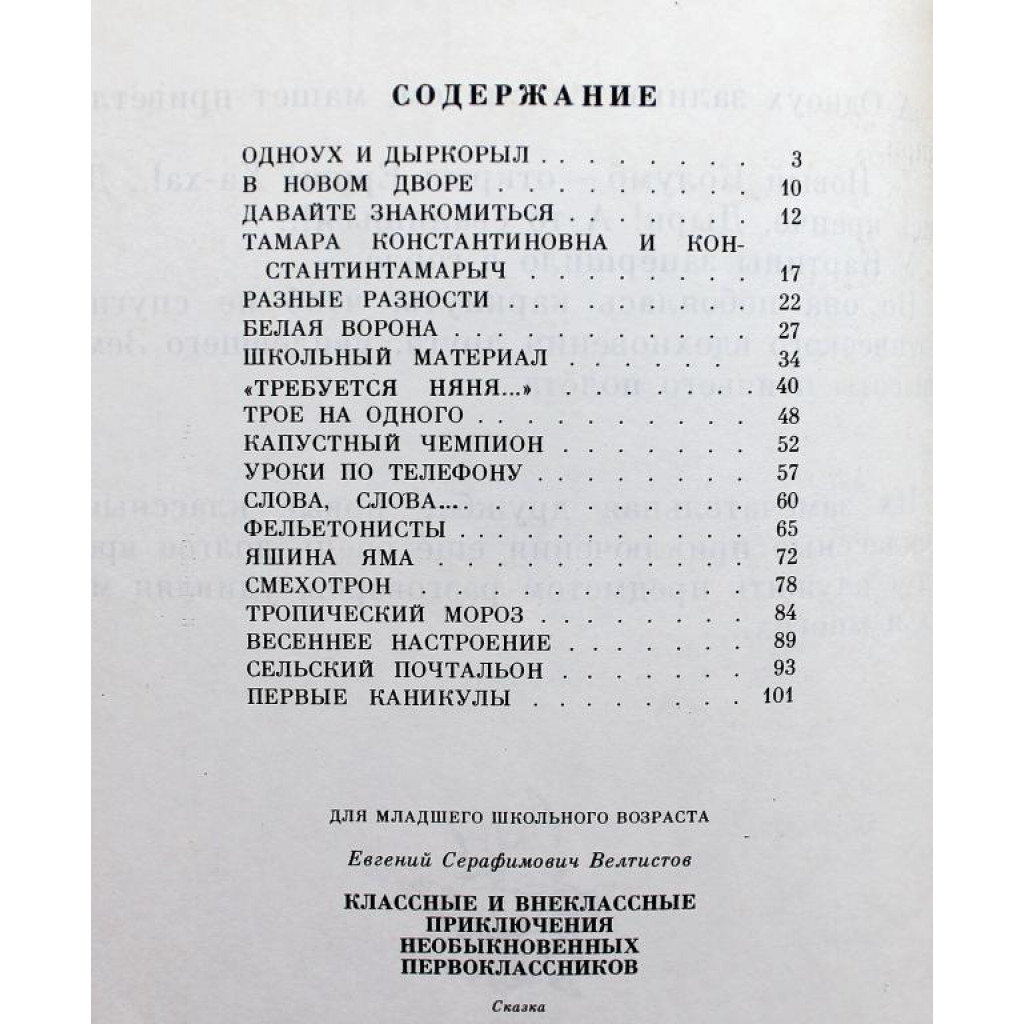 СОДЕРЖАНИЕ
ОДНОУХ И ДЫРКОРЫЛ . . . . . . . . 3
В НОВОМ ДВОРЕ . . . . . . . . . . 10
ДАВАЙТЕ ЗНАКОМИТЬСЯ . . . . . . . 12
ТАМАРА КОНСТАНТИНОВНА И КОН-
СТАНТИНТАМАРЫЧ . . . . . . . . 17
РАЗНЫЕ РАЗНОСТИ . . . . . . . . . 22
БЕЛАЯ ВОРОНА . . . . . . . . . . . 27
ШКОЛЬНЫЙ МАТЕРИАЛ . . . . . . 34
«ТРЕБУЕТСЯ НЯНЯ...» . . . . . . . 40
ТРОЕ НА ОДНОГО . . . . . . . . . . 48
КАПУСТНЫЙ ЧЕМПИОН . . . . . . . 52
УРОКИ ПО ТЕЛЕФОНУ . . . . . . . . 57
СЛОВА, СЛОВА... . . . . . . . . . . 60
ФЕЛЬЕТОНИСТЫ . . . . . . . . . . 65
ЯШИНА ЯМА . . . . . . . . . . . . 72
СМЕХОТРОН . . . . . . . . . . . . 78
ТРОПИЧЕСКИЙ МОРОЗ . . . . . . . . 84
ВЕСЕННЕЕ НАСТРОЕНИЕ . . . . . . . 89
СЕЛЬСКИЙ ПОЧТАЛЬОН . . . . . . . 93
ПЕРВЫЕ КАНИКУЛЫ . . . . . . . . 101
ДЛЯ МЛАДШЕГО ШКОЛЬНОГО ВОЗРАСТА
Евгений Серафимович Велтистов
КЛАССНЫЕ И ВНЕКЛАССНЫЕ
ПРИКЛЮЧЕНИЯ
НЕОБЫКНОВЕННЫХ
ПЕРВОКЛАССНИКОВ
Сказка